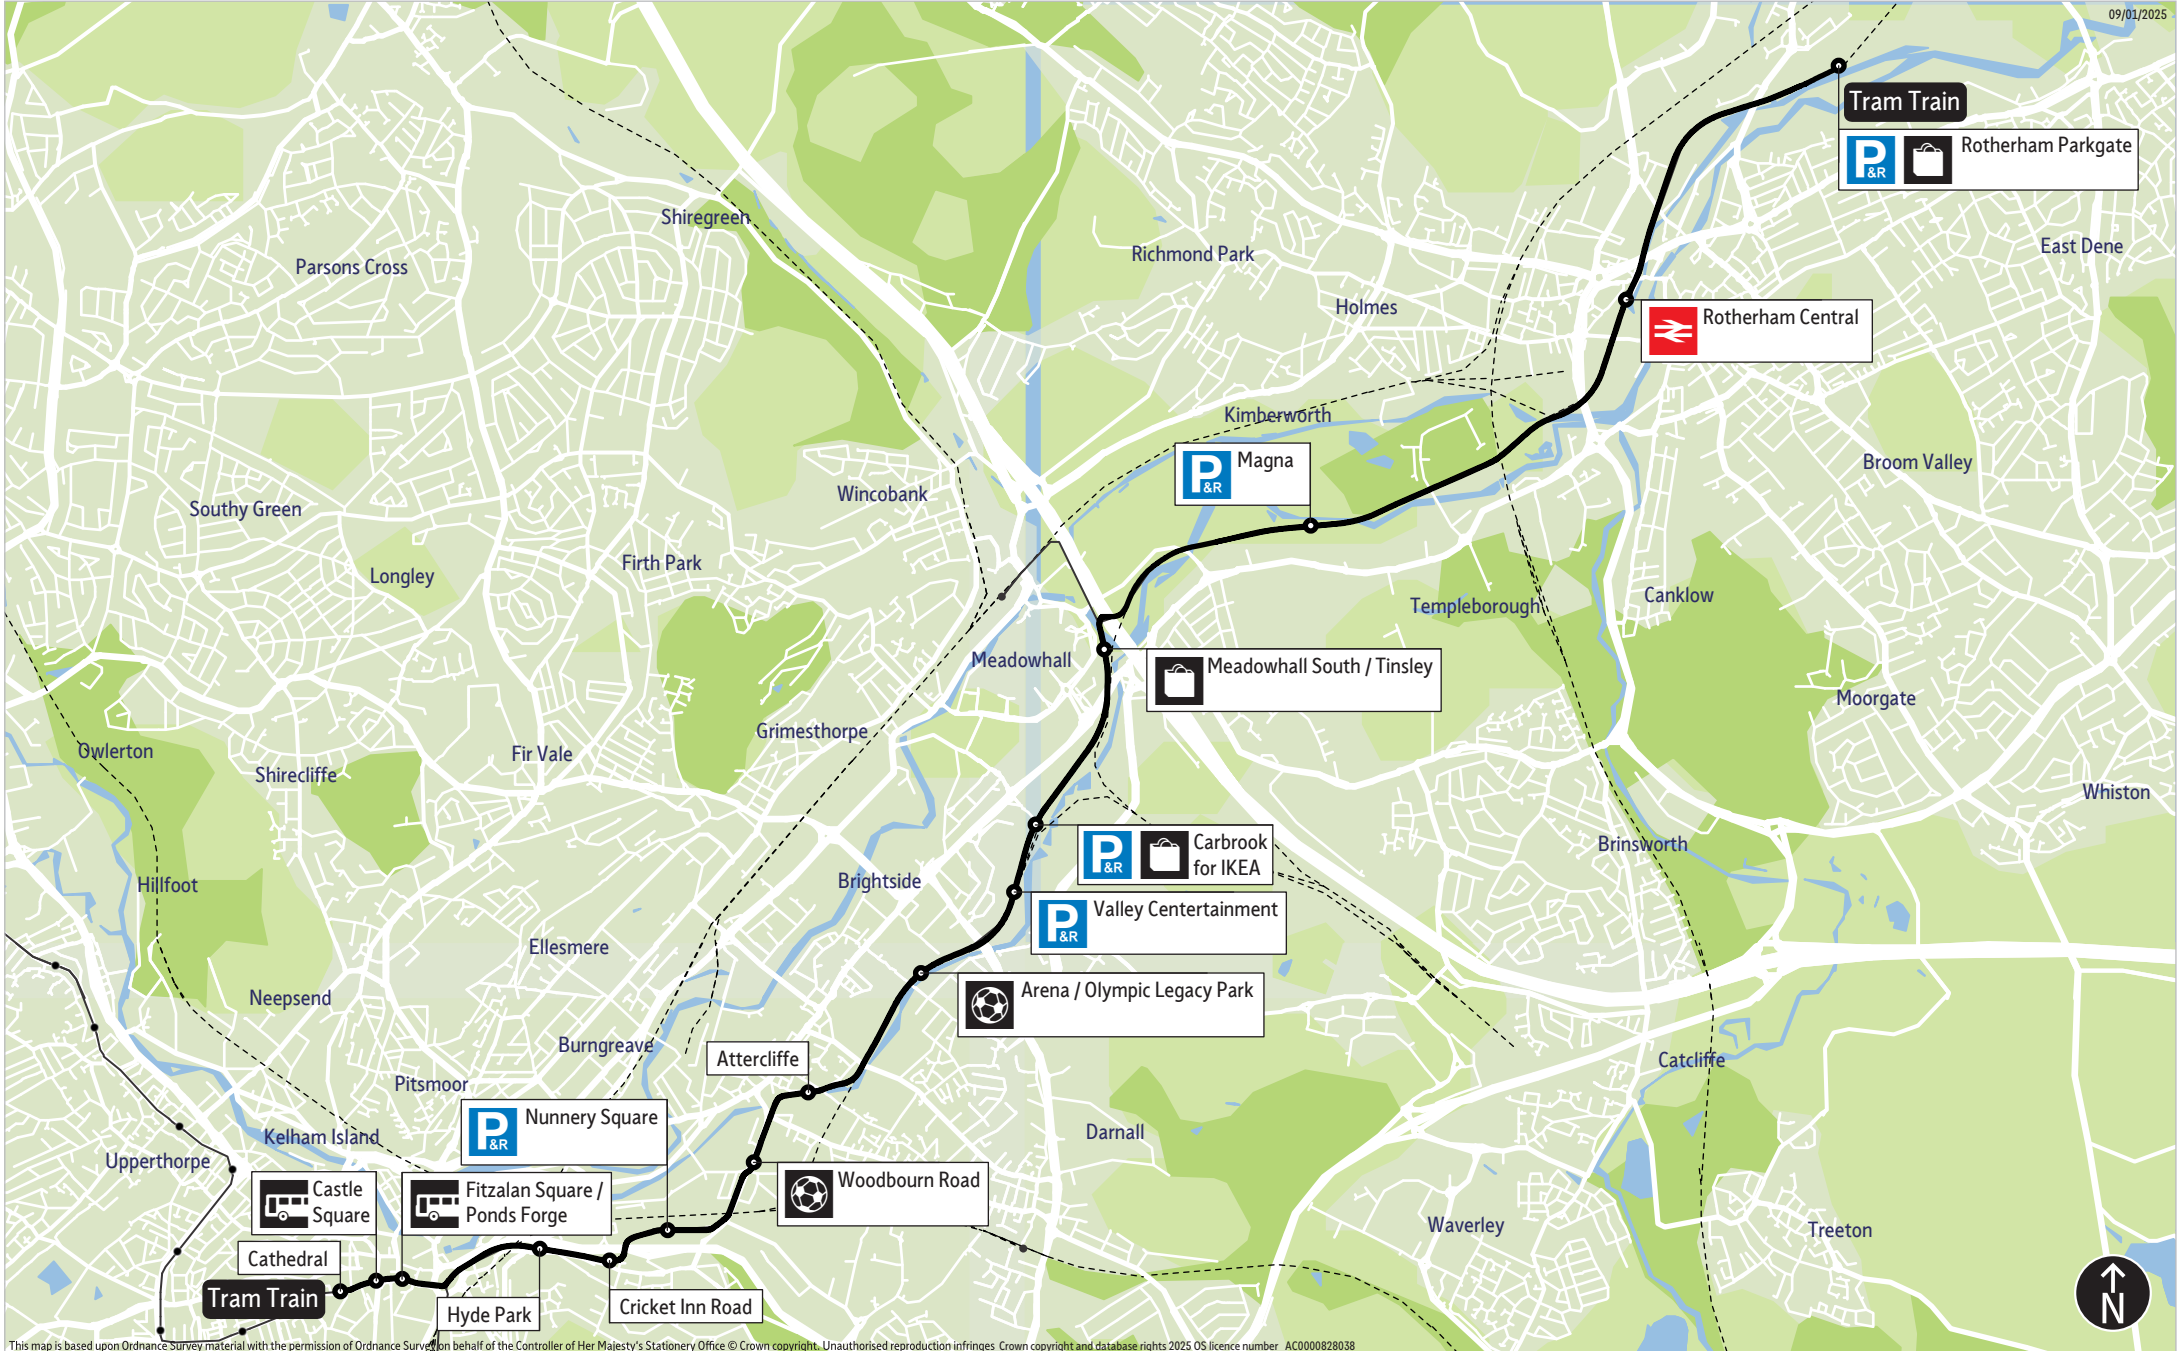 09/01/2025
Tram Train
P
&R
Rotherham Parkgate
Shiregreen
Parsons Cross
Richmond Park
East Dene
Holmes
Rotherham Central
Kimberworth
P
&R
Magna
Broom Valley
Wincobank
Southy Green
Firth Park
Longley
Canklow
Templeborough
Meadowhall
Meadowhall South / Tinsley
Moorgate
Grimesthorpe
Owlerton
Fir Vale
Shirecliffe
Whiston
P
&R
Carbrook
for IKEA
Brinsworth
Hillfoot
Brightside
P
&R
Valley Centertainment
Ellesmere
Neepsend
Arena / Olympic Legacy Park
Burngreave
Attercliffe
Catcliffe
Pitsmoor
P
&R
Nunnery Square
Kelham Island
Darnall
Upperthorpe
Castle
Square
Fitzalan Square /
Ponds Forge
Woodbourn Road
Waverley
Treeton
Cathedral
Tram Train
Hyde Park
Cricket Inn Road
N
This map is based upon Ordnance Survey material with the permission of Ordnance Survey on behalf of the Controller of Her Majesty's Stationery Office © Crown copyright. Unauthorised reproduction infringes Crown copyright and database rights 2025 OS licence number AC0000828038